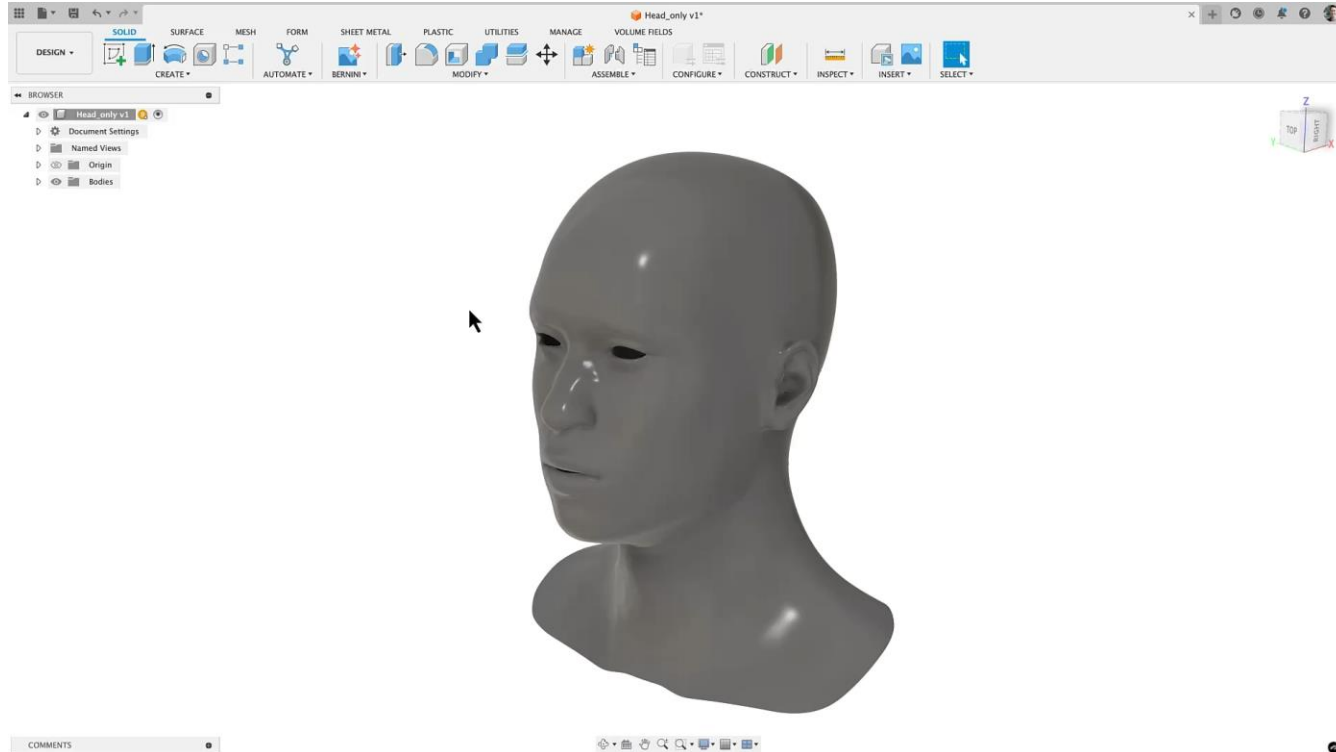 Head_only v1*
SOLID SURFACE MESH FORM SHEET METAL PLASTIC UTILITIES MANAGE VOLUME FIELDS
DESIGN
CREATE AUTOMATE BERNINI MODIFY ASSEMBLE CONFIGURE CONSTRUCT INSPECT INSERT SELECT
BROWSER
Head_only v1
Document Settings
Named Views
Origin
Bodies
Z
TOP RIGHT
Y X
COMMENTS